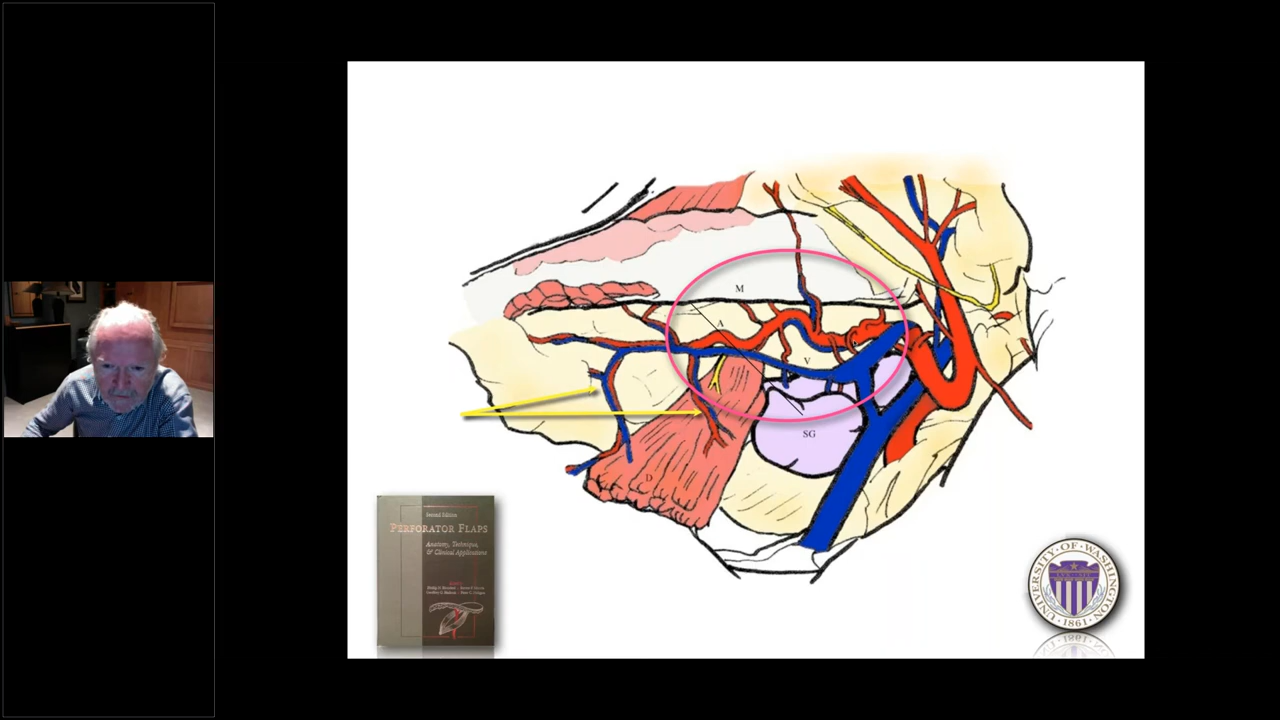 M
A
V
SG
D
Second Edition
PERFORATOR FLAPS
Anatomy, Technique,
& Clinical Applications
UNIVERSITY · OF · WASHINGTON
· 1861 ·